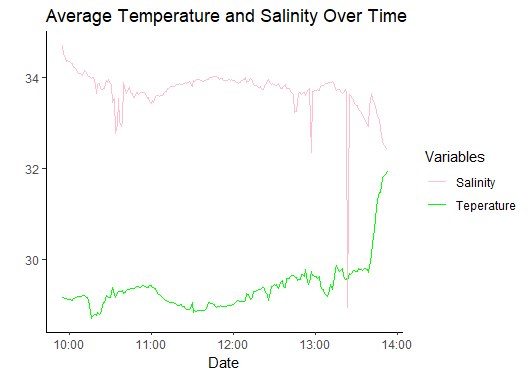 Average Temperature and Salinity Over Time
34
32
30
10:00 11:00 12:00 13:00 14:00
Date
Variables
Salinity
Teperature